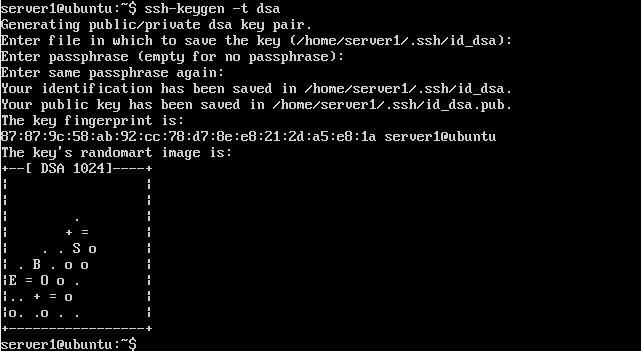 server1@ubuntu:~$ ssh-keygen -t dsa
Generating public/private dsa key pair.
Enter file in which to save the key (/home/server1/.ssh/id_dsa):
Enter passphrase (empty for no passphrase):
Enter same passphrase again:
Your identification has been saved in /home/server1/.ssh/id_dsa.
Your public key has been saved in /home/server1/.ssh/id_dsa.pub.
The key fingerprint is:
87:87:9c:58:ab:92:cc:78:d7:8e:e8:21:2d:a5:e8:1a server1@ubuntu
The key's randomart image is:
+--[ DSA 1024]----+
|                 |
|                 |
|        .        |
|       + =       |
|    . . S o      |
| . B . o o       |
|E = O o .        |
|.. + = o         |
|o. .o . .        |
+-----------------+
server1@ubuntu:~$